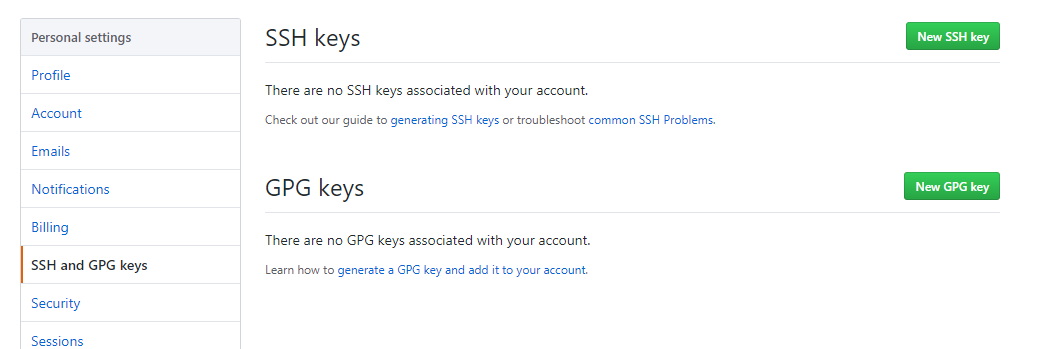 Personal settings
Profile
Account
Emails
Notifications
Billing
SSH and GPG keys
Security
Sessions
SSH keys
New SSH key
There are no SSH keys associated with your account.
Check out our guide to generating SSH keys or troubleshoot common SSH Problems.
GPG keys
New GPG key
There are no GPG keys associated with your account.
Learn how to generate a GPG key and add it to your account.